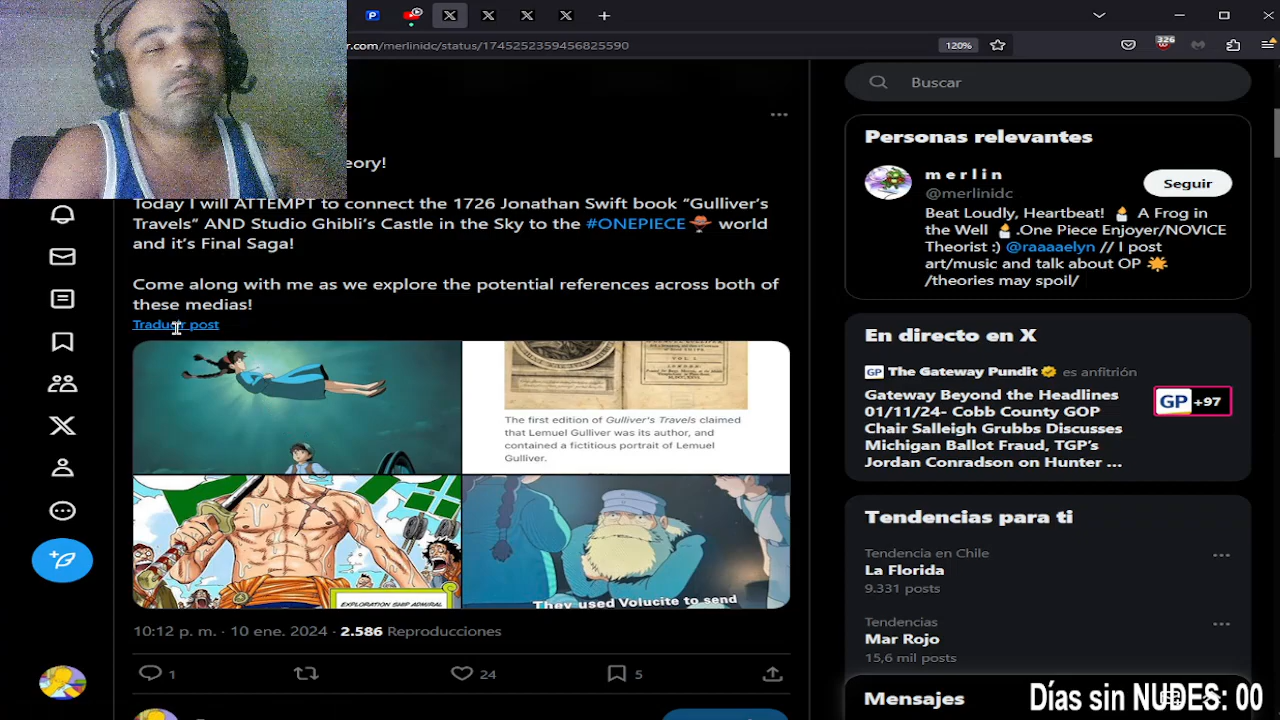 r.com/merlinidc/status/1745252359456825590
120%
326
Buscar
eory!
Today I will ATTEMPT to connect the 1726 Jonathan Swift book “Gulliver's
Travels” AND Studio Ghibli's Castle in the Sky to the #ONEPIECE world
and it's Final Saga!
Come along with me as we explore the potential references across both of
these medias!
Traducir post
VOL. I.
The first edition of Gulliver's Travels claimed
that Lemuel Gulliver was its author, and
contained a fictitious portrait of Lemuel
Gulliver.
EXPLORATION SHIP ADMIRAL
They used Volucite to send
10:12 p. m. · 10 ene. 2024 · 2.586 Reproducciones
1
24
5
Personas relevantes
m e r l i n
@merlinidc
Seguir
Beat Loudly, Heartbeat! A Frog in
the Well .One Piece Enjoyer/NOVICE
Theorist :) @raaaaelyn // I post
art/music and talk about OP
/theories may spoil/
En directo en X
GP The Gateway Pundit es anfitrión
Gateway Beyond the Headlines
01/11/24- Cobb County GOP
Chair Salleigh Grubbs Discusses
Michigan Ballot Fraud, TGP's
Jordan Conradson on Hunter ...
GP +97
Tendencias para ti
Tendencia en Chile
La Florida
9.331 posts
Tendencias
Mar Rojo
15,6 mil posts
Mensajes
Días sin NUDES: 00